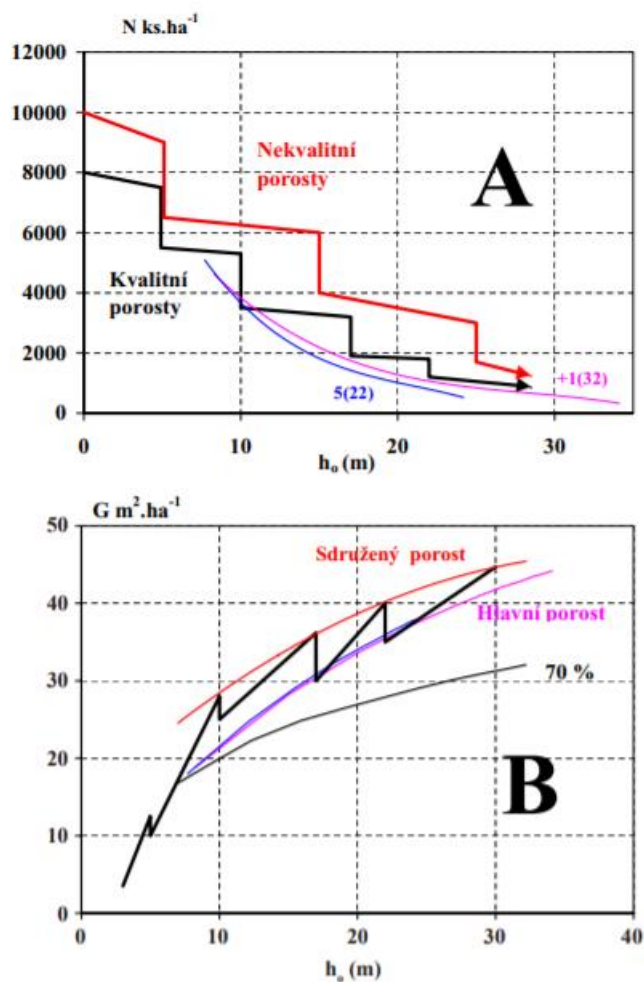 N ks.ha⁻¹
12000
10000
8000
6000
4000
2000
0
Nekvalitní
porosty
A
Kvalitní
porosty
5(22)
+1(32)
0 10 20 30
hₒ (m)
G m².ha⁻¹
50
40
30
20
10
0
Sdružený porost
Hlavní porost
70 %
B
0 10 20 30 40
hₒ (m)